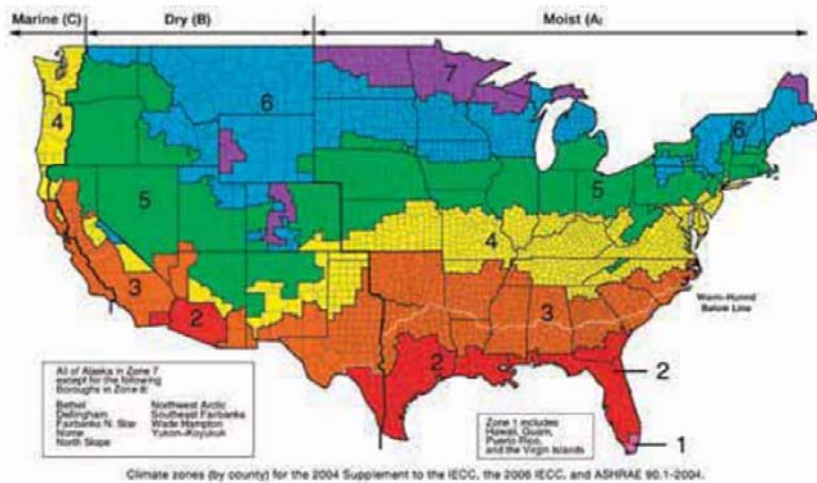 Marine (C) Dry (B) Moist (A)
7
6
4
6
5
5
4
3
3
2
Warm-Humid
Below Line
2
2
1
All of Alaska in Zone 7
except for the following
Boroughs in Zone 8:
Bethel Northwest Arctic
Dellingham Southeast Fairbanks
Fairbanks N. Star Wade Hampton
Nome Yukon-Koyukuk
North Slope
Zone 1 includes
Hawaii, Guam,
Puerto Rico,
and the Virgin Islands
Climate zones (by county) for the 2004 Supplement to the IECC, the 2006 IECC, and ASHRAE 90.1-2004.